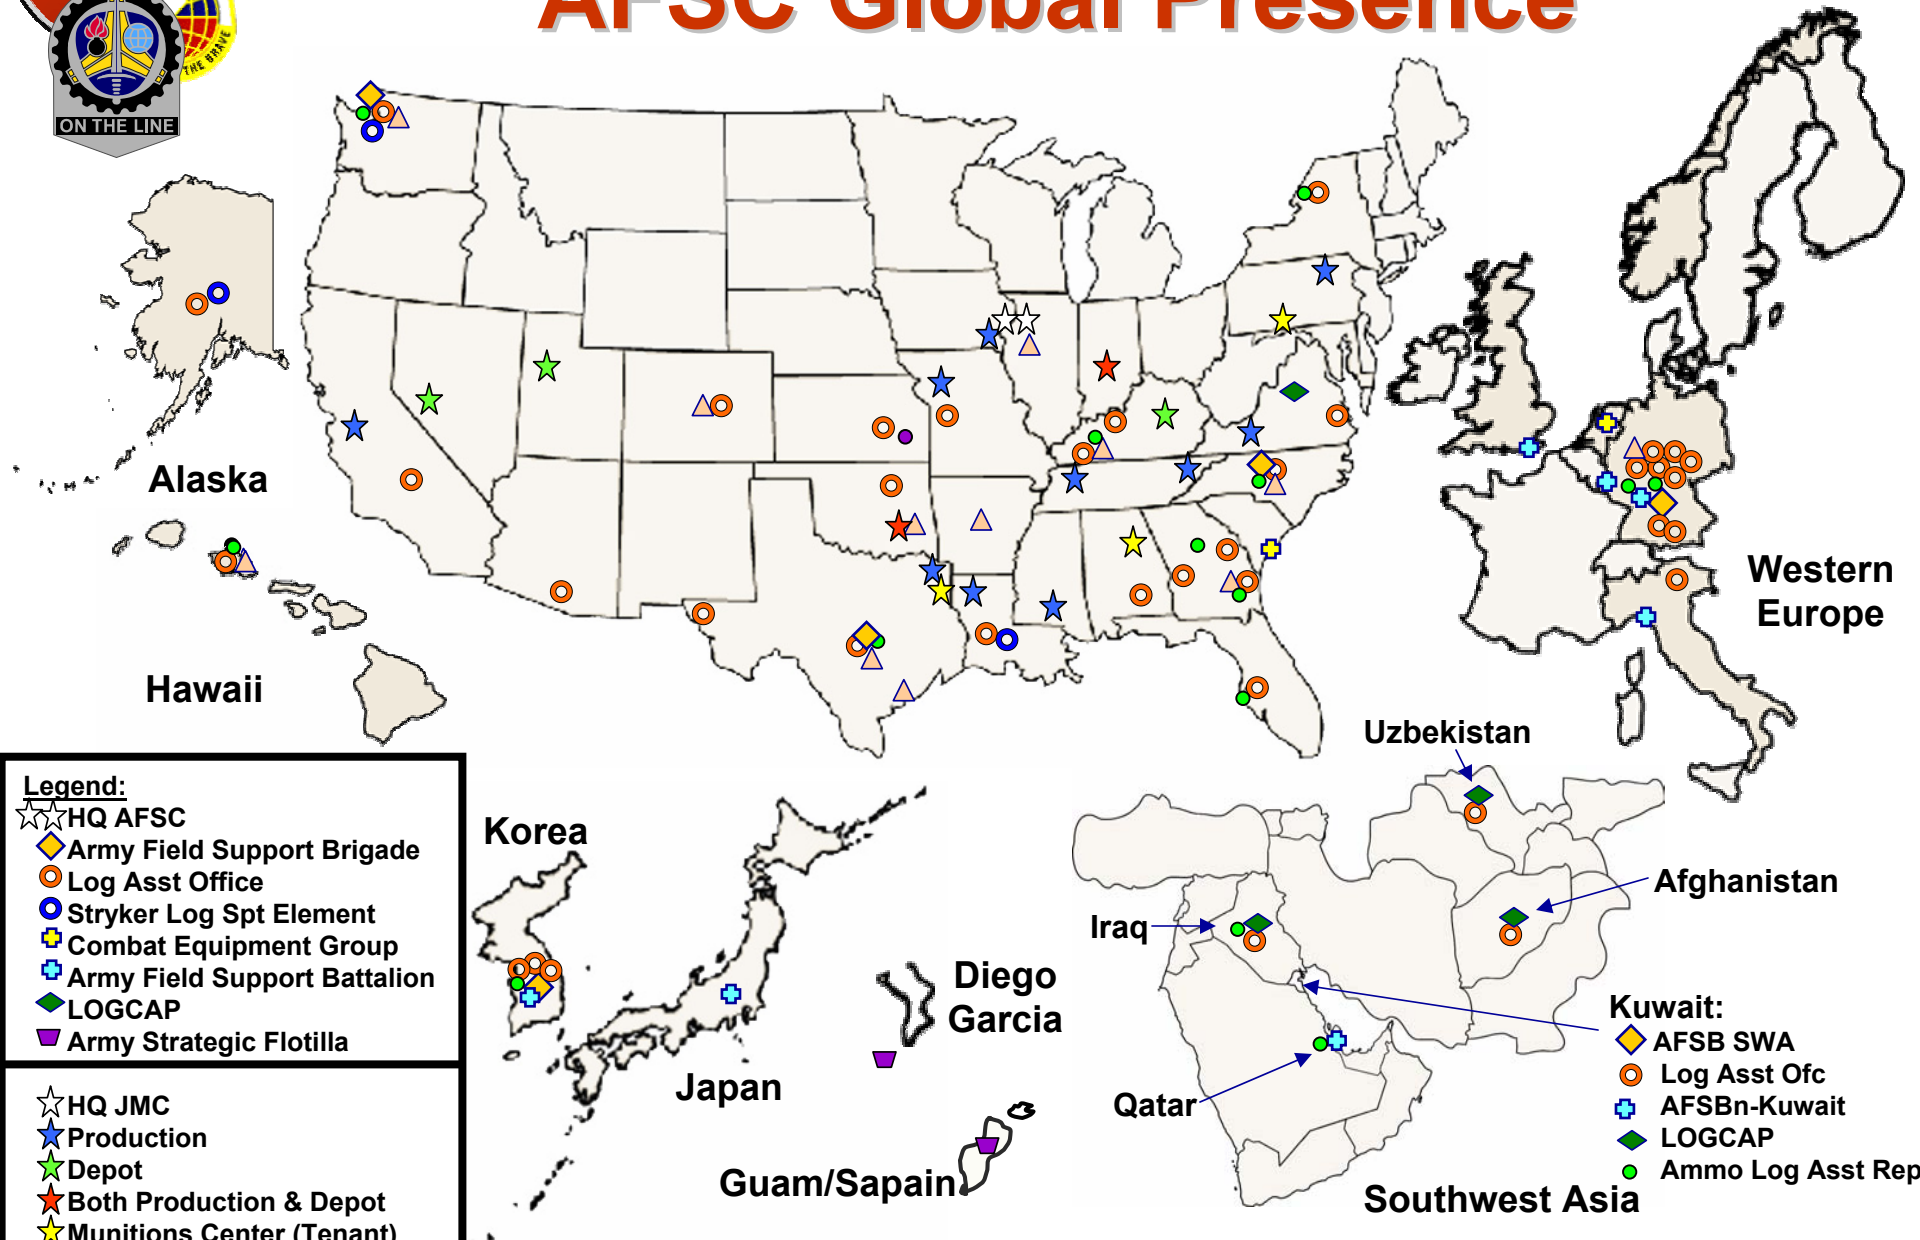 AFSC Global Presence
THE BRAVE
ON THE LINE
Alaska
Hawaii
Western
Europe
Uzbekistan
Legend:
HQ AFSC
Army Field Support Brigade
Log Asst Office
Stryker Log Spt Element
Combat Equipment Group
Army Field Support Battalion
LOGCAP
Army Strategic Flotilla
HQ JMC
Production
Depot
Both Production & Depot
Munitions Center (Tenant)
Korea
Japan
Diego
Garcia
Guam/Sapain
Afghanistan
Iraq
Qatar
Kuwait:
AFSB SWA
Log Asst Ofc
AFSBn-Kuwait
LOGCAP
Ammo Log Asst Rep
Southwest Asia